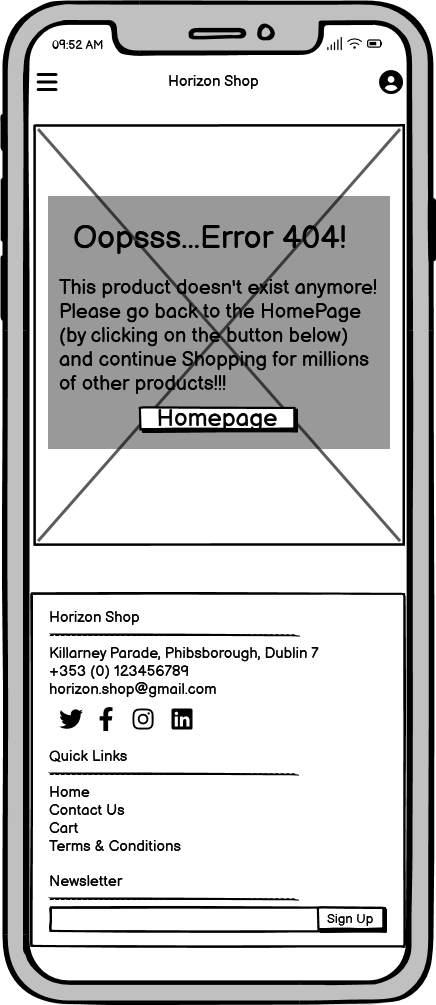 09:52 AM
Horizon Shop
Oopsss...Error 404!
This product doesn't exist anymore!
Please go back to the HomePage
(by clicking on the button below)
and continue Shopping for millions
of other products!!!
Homepage
Horizon Shop
Killarney Parade, Phibsborough, Dublin 7
+353 (0) 123456789
horizon.shop@gmail.com
Quick Links
Home
Contact Us
Cart
Terms & Conditions
Newsletter
Sign Up